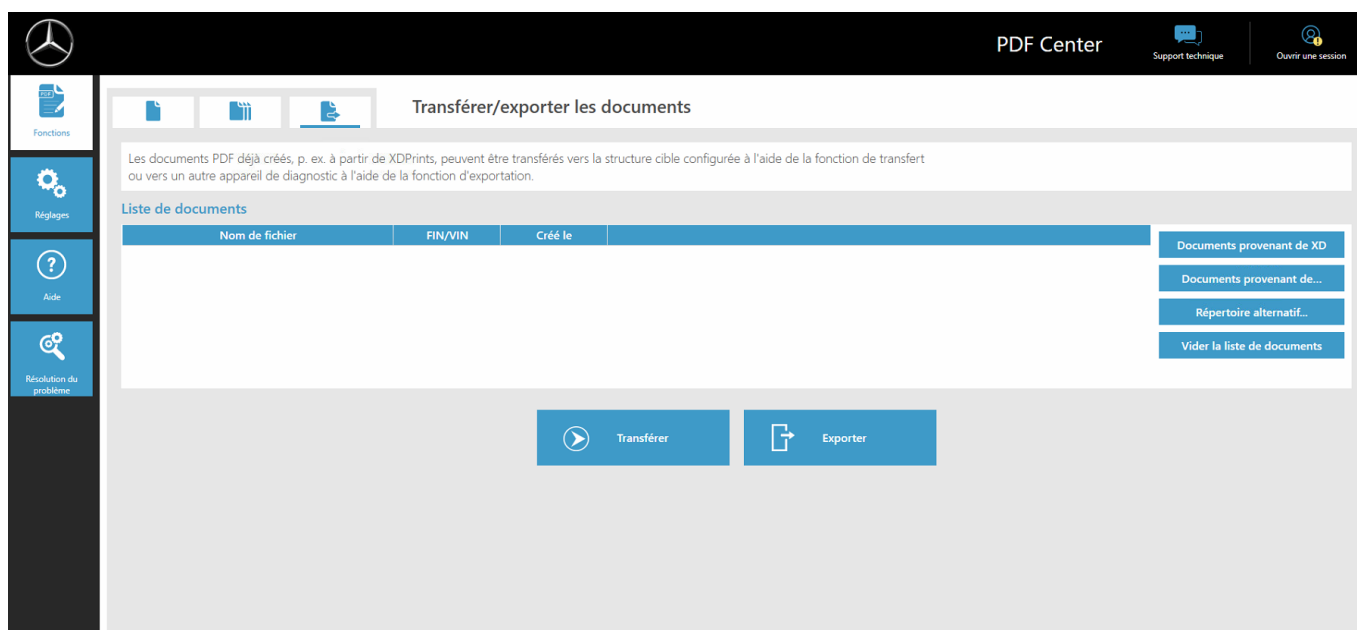 PDF Center
Support technique
Ouvrir une session
PDF
Fonctions
Transférer/exporter les documents
Les documents PDF déjà créés, p. ex. à partir de XDPrints, peuvent être transférés vers la structure cible configurée à l'aide de la fonction de transfert
ou vers un autre appareil de diagnostic à l'aide de la fonction d'exportation.
Réglages
Liste de documents
Nom de fichier FIN/VIN Créé le
Documents provenant de XD
Documents provenant de...
Répertoire alternatif...
Vider la liste de documents
?
Aide
Résolution du
problème
Transférer
Exporter